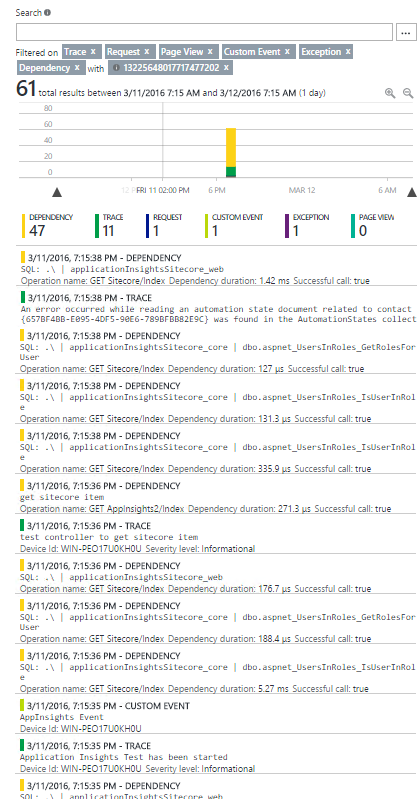 Search
...
Filtered on Trace x Request x Page View x Custom Event x Exception x
Dependency x with 13225648017717477202 x
61 total results between 3/11/2016 7:15 AM and 3/12/2016 7:15 AM (1 day)
80
60
40
20
0
12 P FRI 11 02:00 PM 6 PM MAR 12 6 AM
DEPENDENCY TRACE REQUEST CUSTOM EVENT EXCEPTION PAGE VIEW
47 11 1 1 1 0
3/11/2016, 7:15:38 PM - DEPENDENCY
SQL: .\ | applicationInsightsSitecore_web
Operation name: GET Sitecore/Index Dependency duration: 1.42 ms Successful call: true
3/11/2016, 7:15:38 PM - TRACE
An error occurred while reading an automation state document related to contact
{657BF4BB-E095-4DF5-90E6-789BFBB82E9C} was found in the AutomationStates collect
3/11/2016, 7:15:38 PM - DEPENDENCY
SQL: .\ | applicationInsightsSitecore_core | dbo.aspnet_UsersInRoles_GetRolesFor
User
Operation name: GET Sitecore/Index Dependency duration: 127 µs Successful call: true
3/11/2016, 7:15:38 PM - DEPENDENCY
SQL: .\ | applicationInsightsSitecore_core | dbo.aspnet_UsersInRoles_IsUserInRol
e
Operation name: GET Sitecore/Index Dependency duration: 131.3 µs Successful call: true
3/11/2016, 7:15:38 PM - DEPENDENCY
SQL: .\ | applicationInsightsSitecore_core | dbo.aspnet_UsersInRoles_IsUserInRol
e
Operation name: GET Sitecore/Index Dependency duration: 335.9 µs Successful call: true
3/11/2016, 7:15:36 PM - DEPENDENCY
get sitecore item
Operation name: GET AppInsights2/Index Dependency duration: 271.3 µs Successful call: true
3/11/2016, 7:15:36 PM - TRACE
test controller to get sitecore item
Device Id: WIN-PEO17U0KH0U Severity level: Informational
3/11/2016, 7:15:36 PM - DEPENDENCY
SQL: .\ | applicationInsightsSitecore_web
Operation name: GET Sitecore/Index Dependency duration: 176.7 µs Successful call: true
3/11/2016, 7:15:36 PM - DEPENDENCY
SQL: .\ | applicationInsightsSitecore_core | dbo.aspnet_UsersInRoles_GetRolesFor
User
Operation name: GET Sitecore/Index Dependency duration: 188.4 µs Successful call: true
3/11/2016, 7:15:36 PM - DEPENDENCY
SQL: .\ | applicationInsightsSitecore_core | dbo.aspnet_UsersInRoles_IsUserInRol
e
Operation name: GET Sitecore/Index Dependency duration: 5.27 ms Successful call: true
3/11/2016, 7:15:35 PM - CUSTOM EVENT
AppInsights Event
Device Id: WIN-PEO17U0KH0U
3/11/2016, 7:15:35 PM - TRACE
Application Insights Test has been started
Device Id: WIN-PEO17U0KH0U Severity level: Informational
3/11/2016, 7:15:35 PM - DEPENDENCY
SQL: .\ | applicationInsightsSitecore_web